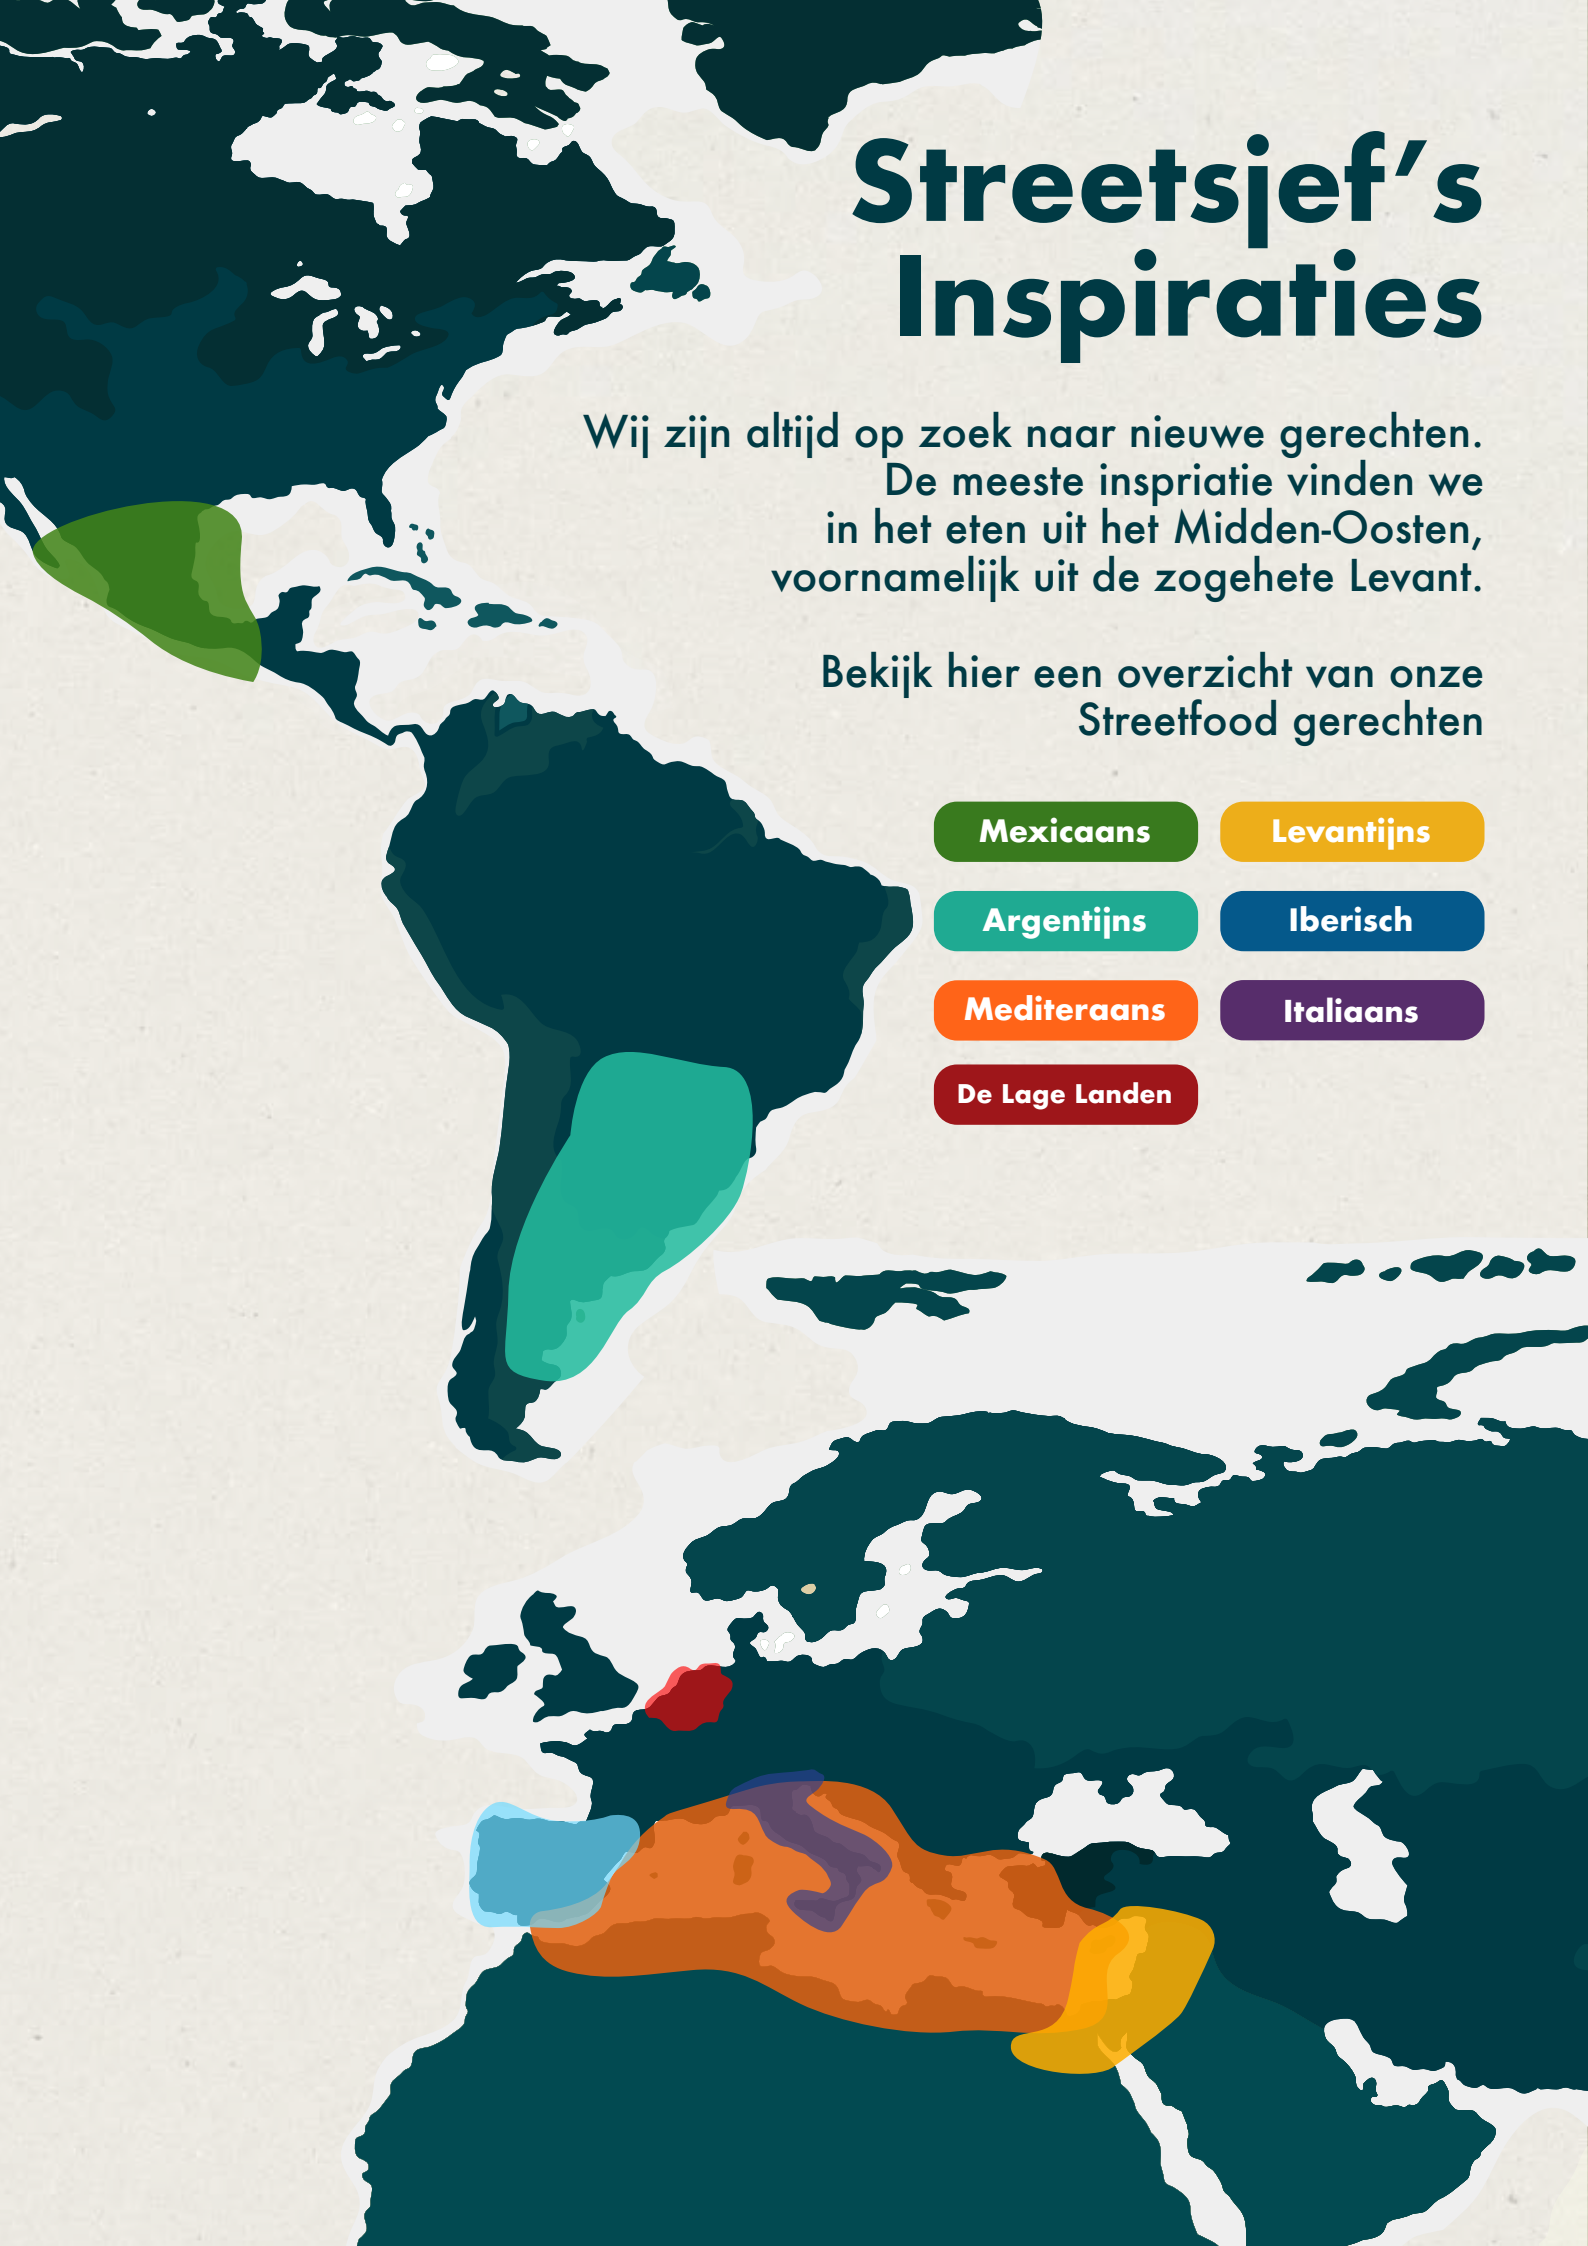 Streetsjef's
Inspiraties
Wij zijn altijd op zoek naar nieuwe gerechten.
De meeste inspriatie vinden we
in het eten uit het Midden-Oosten,
voornamelijk uit de zogehete Levant.
Bekijk hier een overzicht van onze
Streetfood gerechten
Mexicaans
Levantijns
Argentijns
Iberisch
Mediteraans
Italiaans
De Lage Landen